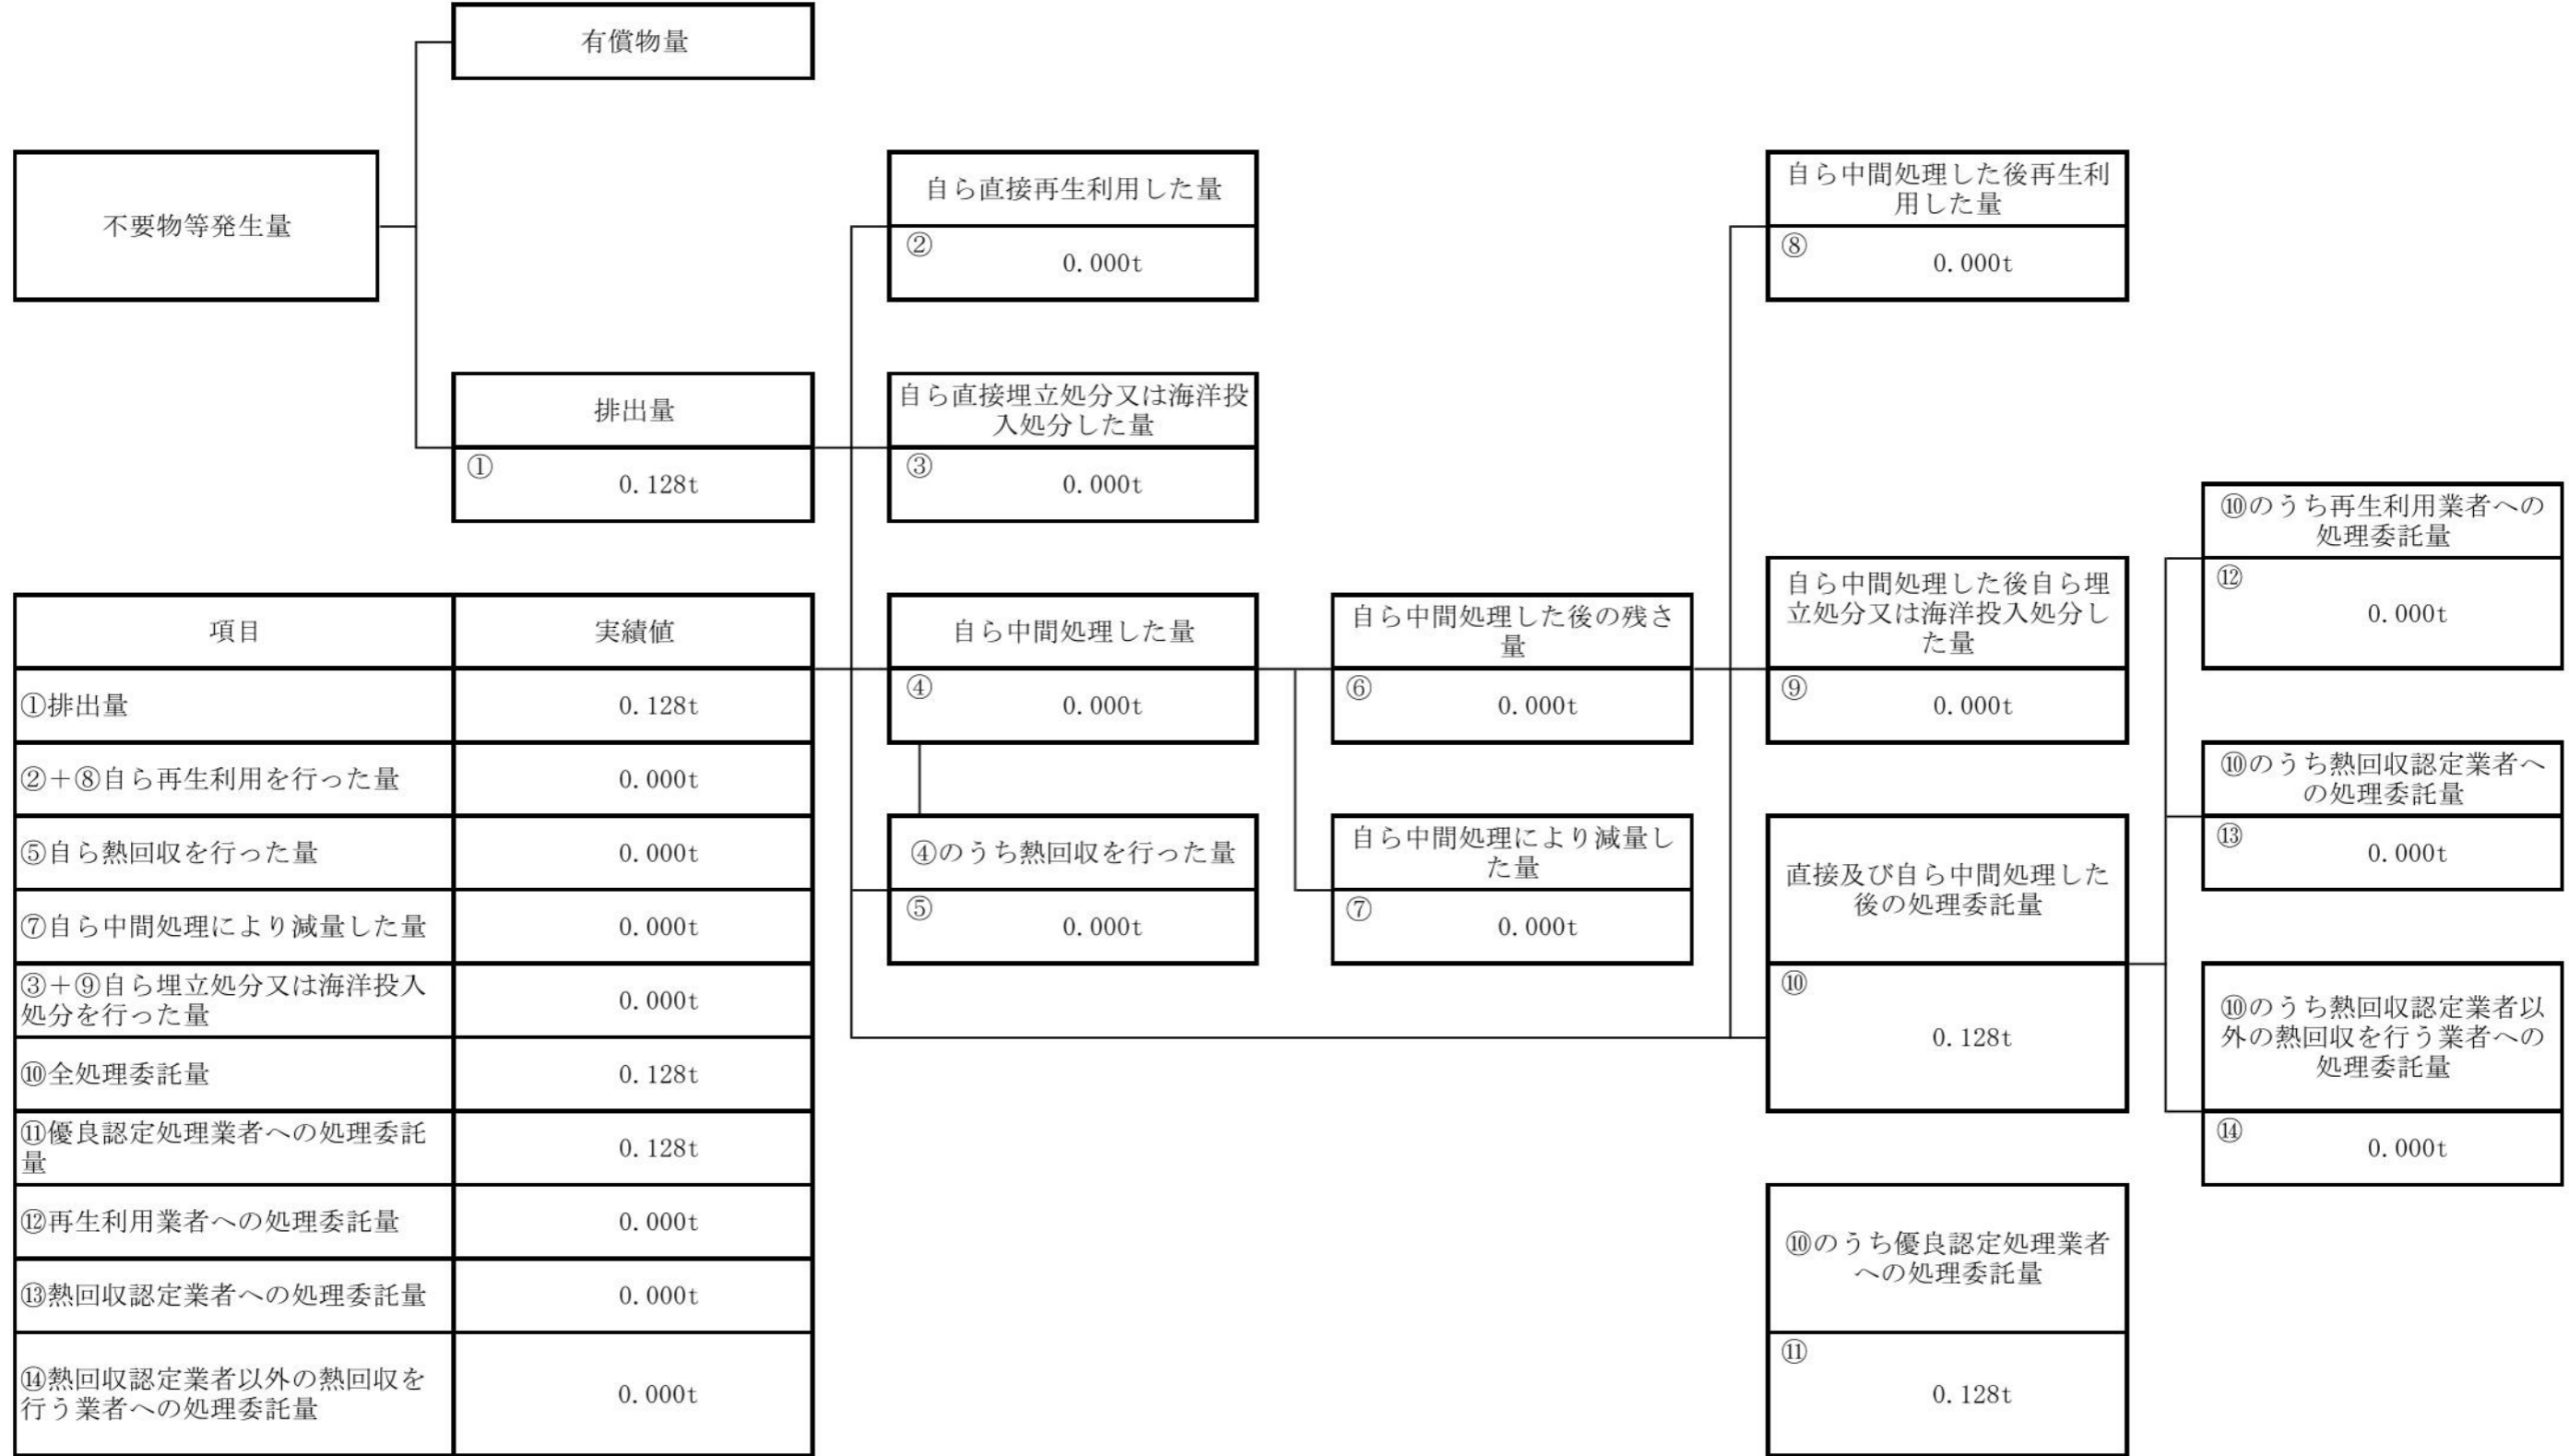 有償物量
不要物等発生量
自ら直接再生利用した量
②
0.000t
自ら中間処理した後再生利
用した量
⑧
0.000t
排出量
①
0.128t
自ら直接埋立処分又は海洋投
入処分した量
③
0.000t
自ら中間処理した量
④
0.000t
自ら中間処理した後の残さ
量
⑥
0.000t
自ら中間処理した後自ら埋
立処分又は海洋投入処分し
た量
⑨
0.000t
⑩のうち再生利用業者への
処理委託量
⑫
0.000t
④のうち熱回収を行った量
⑤
0.000t
自ら中間処理により減量し
た量
⑦
0.000t
直接及び自ら中間処理した
後の処理委託量
⑩
0.128t
⑩のうち熱回収認定業者へ
の処理委託量
⑬
0.000t
⑩のうち熱回収認定業者以
外の熱回収を行う業者への
処理委託量
⑭
0.000t
⑩のうち優良認定処理業者
への処理委託量
⑪
0.128t
項目 実績値
①排出量 0.128t
②＋⑧自ら再生利用を行った量 0.000t
⑤自ら熱回収を行った量 0.000t
⑦自ら中間処理により減量した量 0.000t
③＋⑨自ら埋立処分又は海洋投入
処分を行った量 0.000t
⑩全処理委託量 0.128t
⑪優良認定処理業者への処理委託
量 0.128t
⑫再生利用業者への処理委託量 0.000t
⑬熱回収認定業者への処理委託量 0.000t
⑭熱回収認定業者以外の熱回収を
行う業者への処理委託量 0.000t